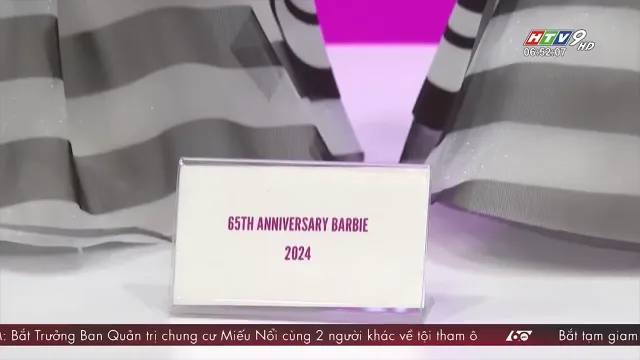 HTV9 HD
06:52:07
65TH ANNIVERSARY BARBIE
2024
M: Bắt Trưởng Ban Quản trị chung cư Miếu Nổi cùng 2 người khác về tội tham ô 60 Bắt tạm giam